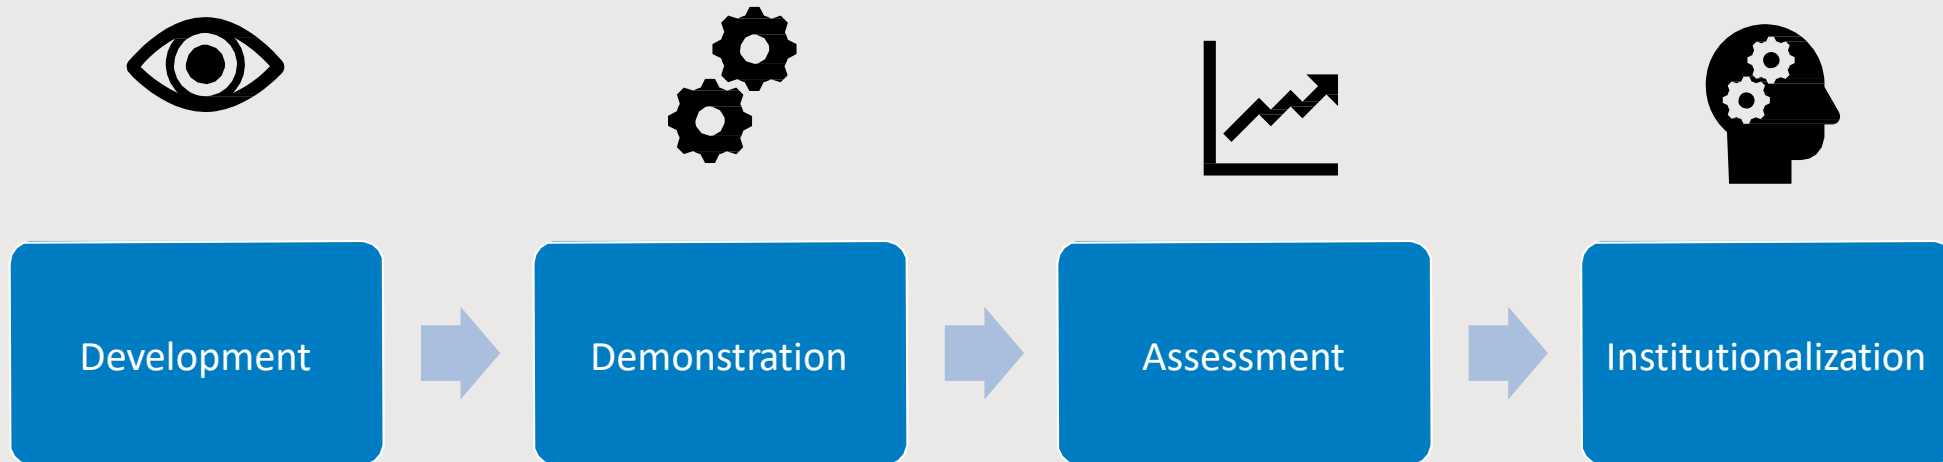 Development
Demonstration
Assessment
Institutionalization